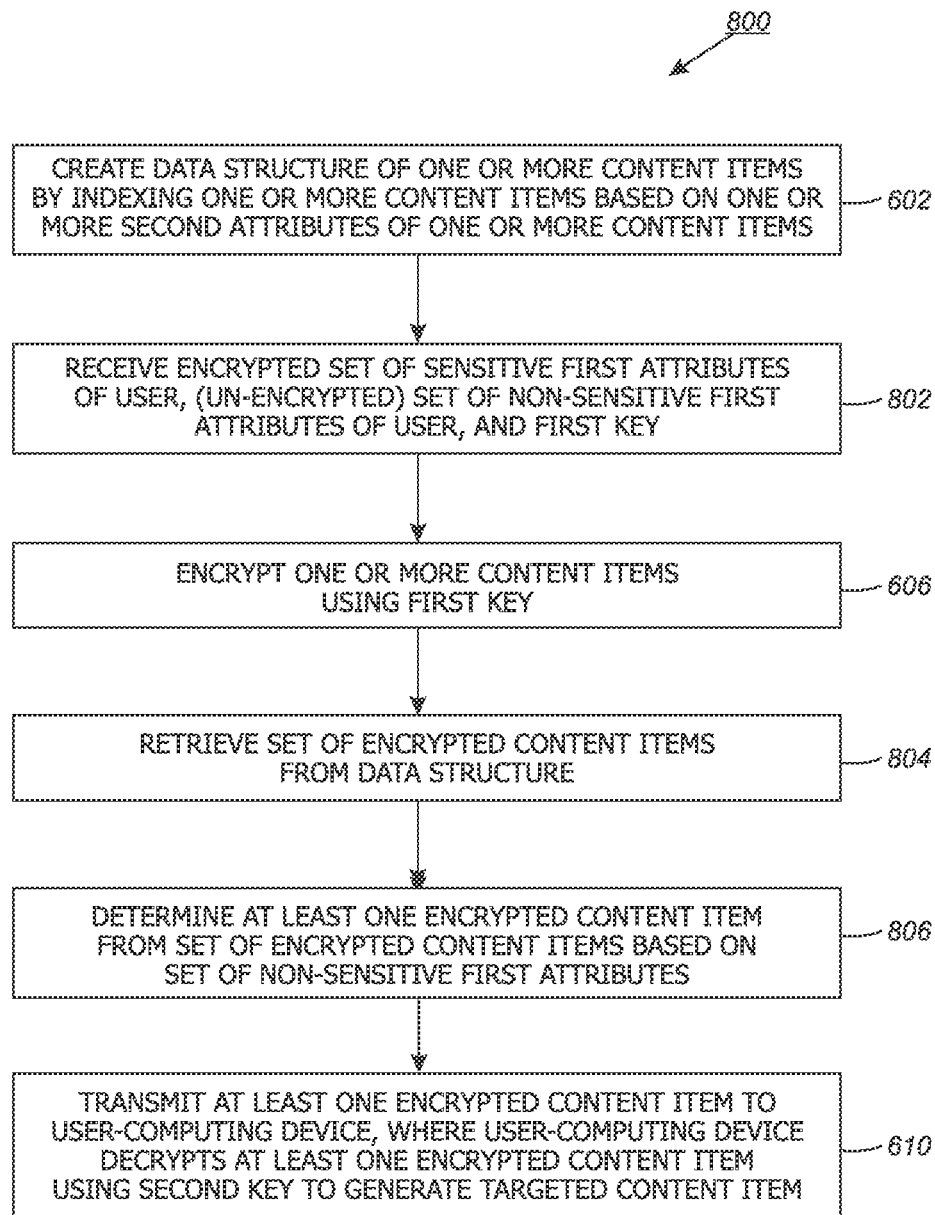 800
CREATE DATA STRUCTURE OF ONE OR MORE CONTENT ITEMS
BY INDEXING ONE OR MORE CONTENT ITEMS BASED ON ONE OR
MORE SECOND ATTRIBUTES OF ONE OR MORE CONTENT ITEMS
602
RECEIVE ENCRYPTED SET OF SENSITIVE FIRST ATTRIBUTES
OF USER, (UN-ENCRYPTED) SET OF NON-SENSITIVE FIRST
ATTRIBUTES OF USER, AND FIRST KEY
802
ENCRYPT ONE OR MORE CONTENT ITEMS
USING FIRST KEY
606
RETRIEVE SET OF ENCRYPTED CONTENT ITEMS
FROM DATA STRUCTURE
804
DETERMINE AT LEAST ONE ENCRYPTED CONTENT ITEM
FROM SET OF ENCRYPTED CONTENT ITEMS BASED ON
SET OF NON-SENSITIVE FIRST ATTRIBUTES
806
TRANSMIT AT LEAST ONE ENCRYPTED CONTENT ITEM TO
USER-COMPUTING DEVICE, WHERE USER-COMPUTING DEVICE
DECRYPTS AT LEAST ONE ENCRYPTED CONTENT ITEM
USING SECOND KEY TO GENERATE TARGETED CONTENT ITEM
610